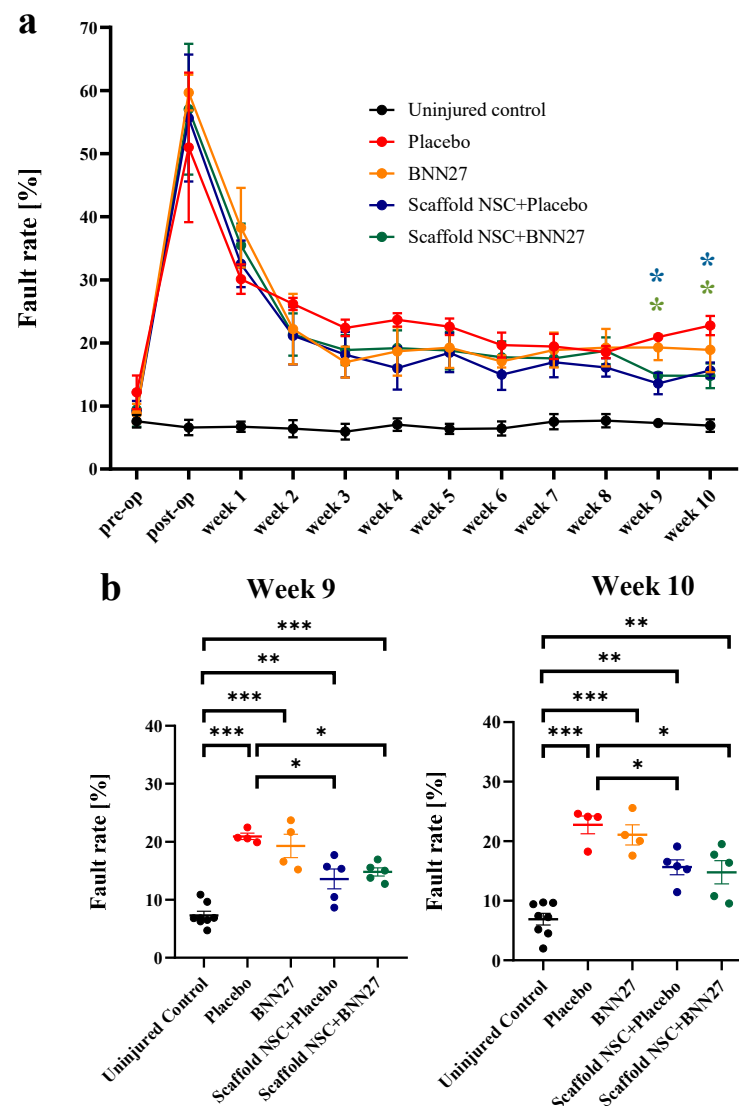 a
Fault rate [%]
70
60
50
40
30
20
10
0
Uninjured control
Placebo
BNN27
Scaffold NSC+Placebo
Scaffold NSC+BNN27
*
*
*
*
pre-op
post-op
week 1
week 2
week 3
week 4
week 5
week 6
week 7
week 8
week 9
week 10
b
Week 9
***
**
***
***
*
*
Fault rate [%]
40
30
20
10
0
Uninjured Control
Placebo
BNN27
Scaffold NSC+Placebo
Scaffold NSC+BNN27
Week 10
**
**
***
***
*
*
Fault rate [%]
40
30
20
10
0
Uninjured Control
Placebo
BNN27
Scaffold NSC+Placebo
Scaffold NSC+BNN27